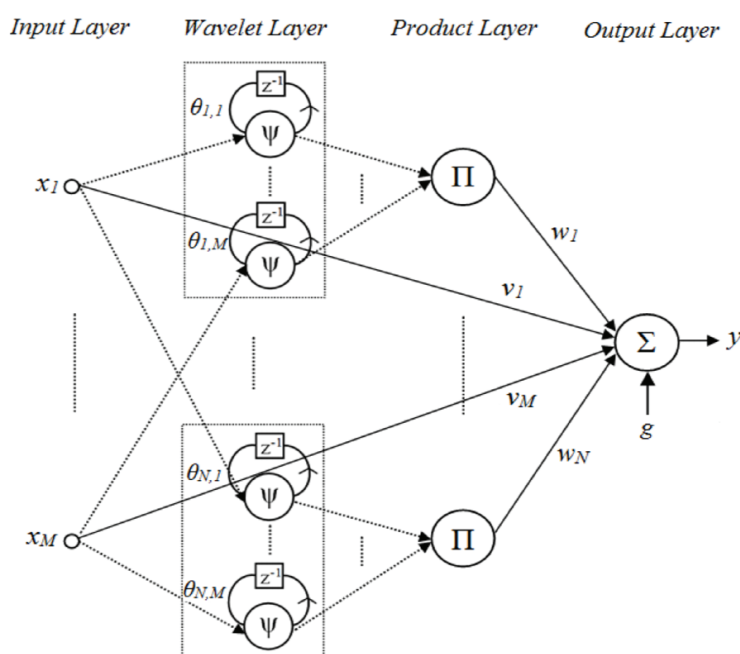 Input Layer Wavelet Layer Product Layer Output Layer
z⁻¹
θ1,1
Ψ
x1
Π
z⁻¹
θ1,M
Ψ
w1
v1
Σ
y
vM
g
z⁻¹
θN,1
Ψ
wN
xM
Π
z⁻¹
θN,M
Ψ